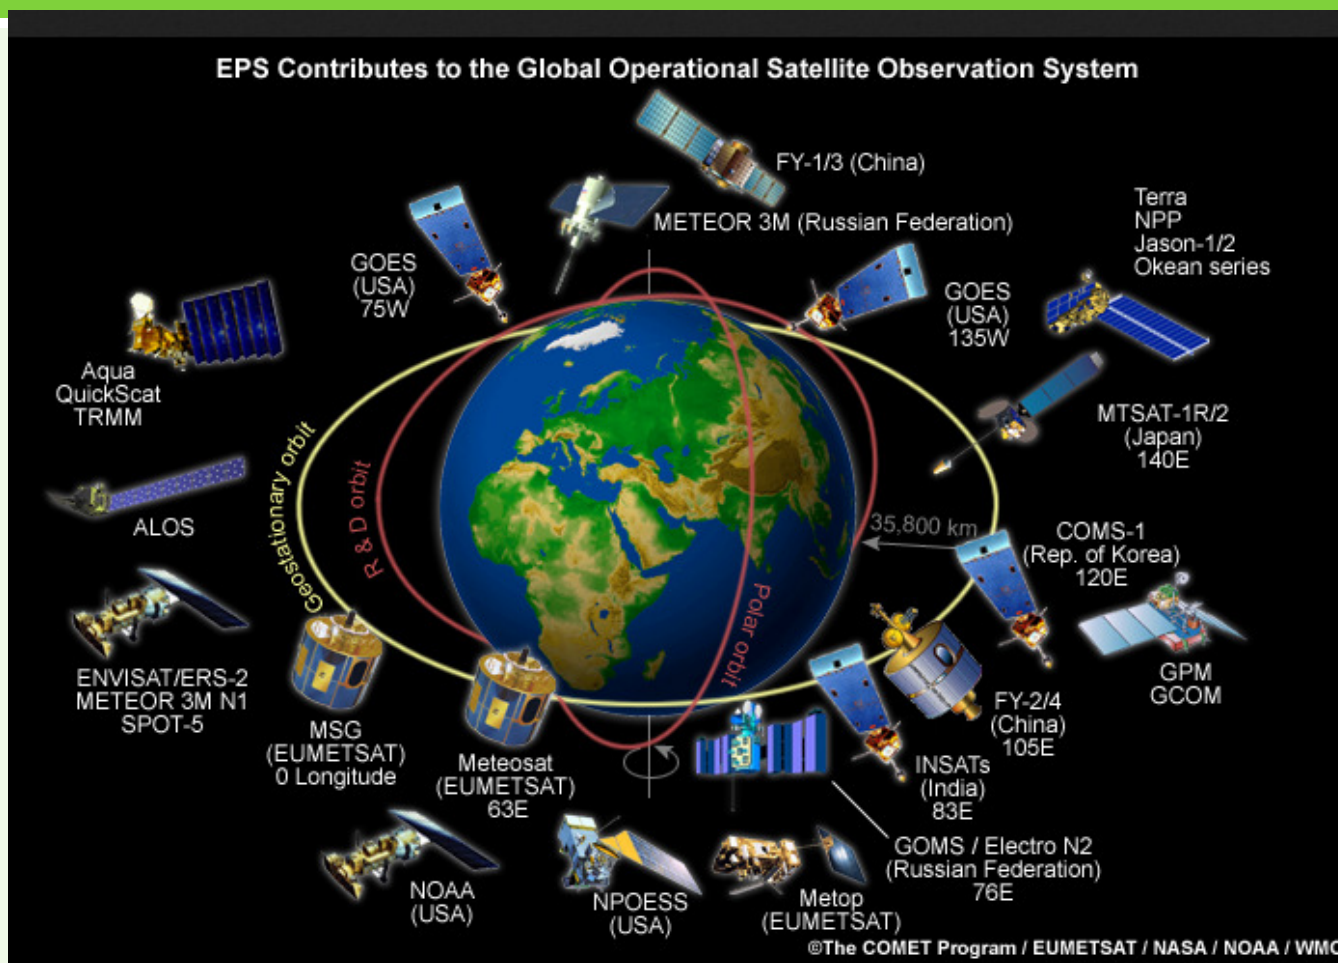 EPS Contributes to the Global Operational Satellite Observation System
FY-1/3 (China)
METEOR 3M (Russian Federation)
GOES
(USA)
75W
GOES
(USA)
135W
Terra
NPP
Jason-1/2
Okean series
Aqua
QuickScat
TRMM
MTSAT-1R/2
(Japan)
140E
Geostationary orbit
R & D orbit
Polar orbit
35,800 km
ALOS
COMS-1
(Rep. of Korea)
120E
ENVISAT/ERS-2
METEOR 3M N1
SPOT-5
GPM
GCOM
MSG
(EUMETSAT)
0 Longitude
Meteosat
(EUMETSAT)
63E
FY-2/4
(China)
105E
INSATs
(India)
83E
GOMS / Electro N2
(Russian Federation)
76E
NOAA
(USA)
NPOESS
(USA)
Metop
(EUMETSAT)
©The COMET Program / EUMETSAT / NASA / NOAA / WMO